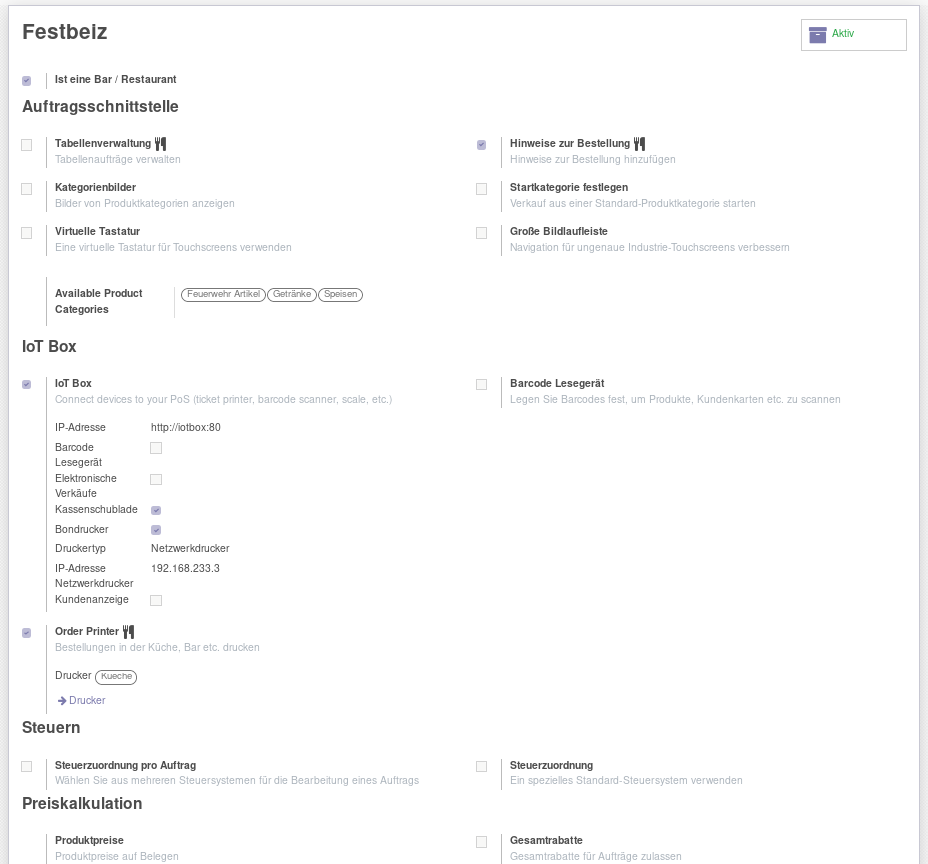 Festbeiz
Aktiv
Ist eine Bar / Restaurant
Auftragsschnittstelle
Tabellenverwaltung
Tabellenaufträge verwalten
Hinweise zur Bestellung
Hinweise zur Bestellung hinzufügen
Kategorienbilder
Bilder von Produktkategorien anzeigen
Startkategorie festlegen
Verkauf aus einer Standard-Produktkategorie starten
Virtuelle Tastatur
Eine virtuelle Tastatur für Touchscreens verwenden
Große Bildlaufleiste
Navigation für ungenaue Industrie-Touchscreens verbessern
Available Product
Categories
Feuerwehr Artikel Getränke Speisen
IoT Box
IoT Box
Connect devices to your PoS (ticket printer, barcode scanner, scale, etc.)
Barcode Lesegerät
Legen Sie Barcodes fest, um Produkte, Kundenkarten etc. zu scannen
IP-Adresse http://iotbox:80
Barcode
Lesegerät
Elektronische
Verkäufe
Kassenschublade
Bondrucker
Druckertyp Netzwerkdrucker
IP-Adresse 192.168.233.3
Netzwerkdrucker
Kundenanzeige
Order Printer
Bestellungen in der Küche, Bar etc. drucken
Drucker Kueche
Drucker
Steuern
Steuerzuordnung pro Auftrag
Wählen Sie aus mehreren Steuersystemen für die Bearbeitung eines Auftrags
Steuerzuordnung
Ein spezielles Standard-Steuersystem verwenden
Preiskalkulation
Produktpreise
Produktpreise auf Belegen
Gesamtrabatte
Gesamtrabatte für Aufträge zulassen